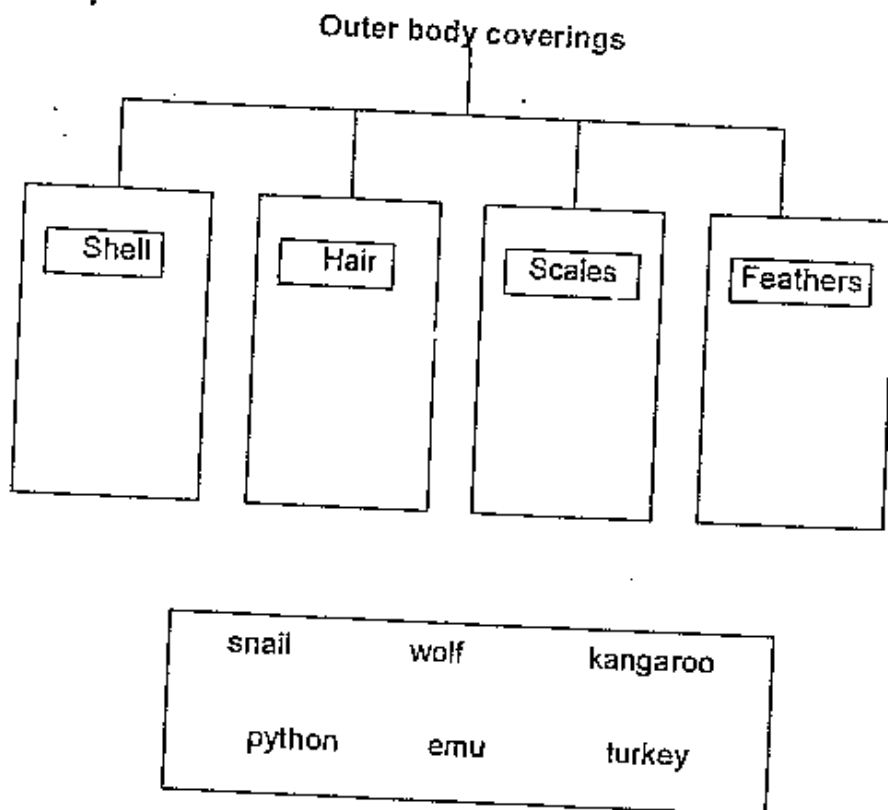 Outer body coverings
Shell Hair Scales Feathers
snail wolf kangaroo
python emu turkey